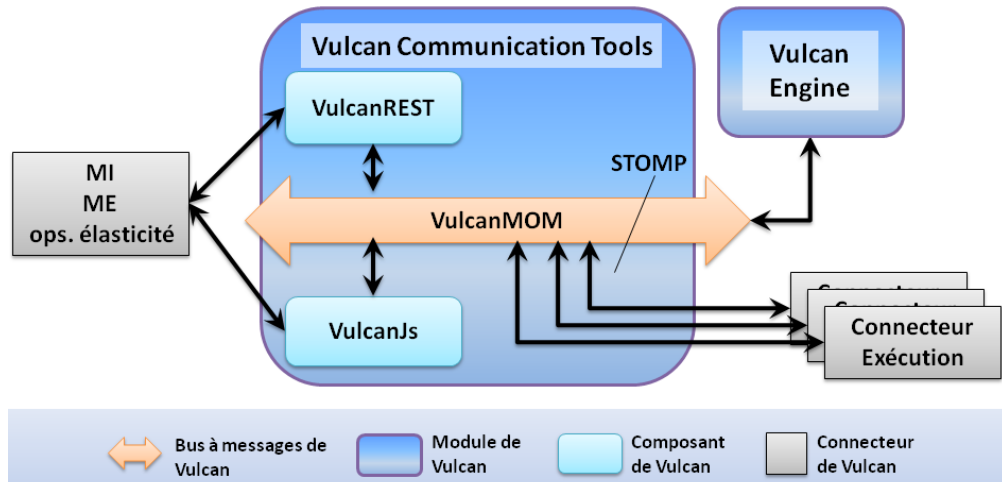 Vulcan Communication Tools
Vulcan
Engine
VulcanREST
MI
ME
ops. élasticité
STOMP
VulcanMOM
VulcanJs
Connecteur
Exécution
Bus à messages de
Vulcan
Module de
Vulcan
Composant
de Vulcan
Connecteur
de Vulcan